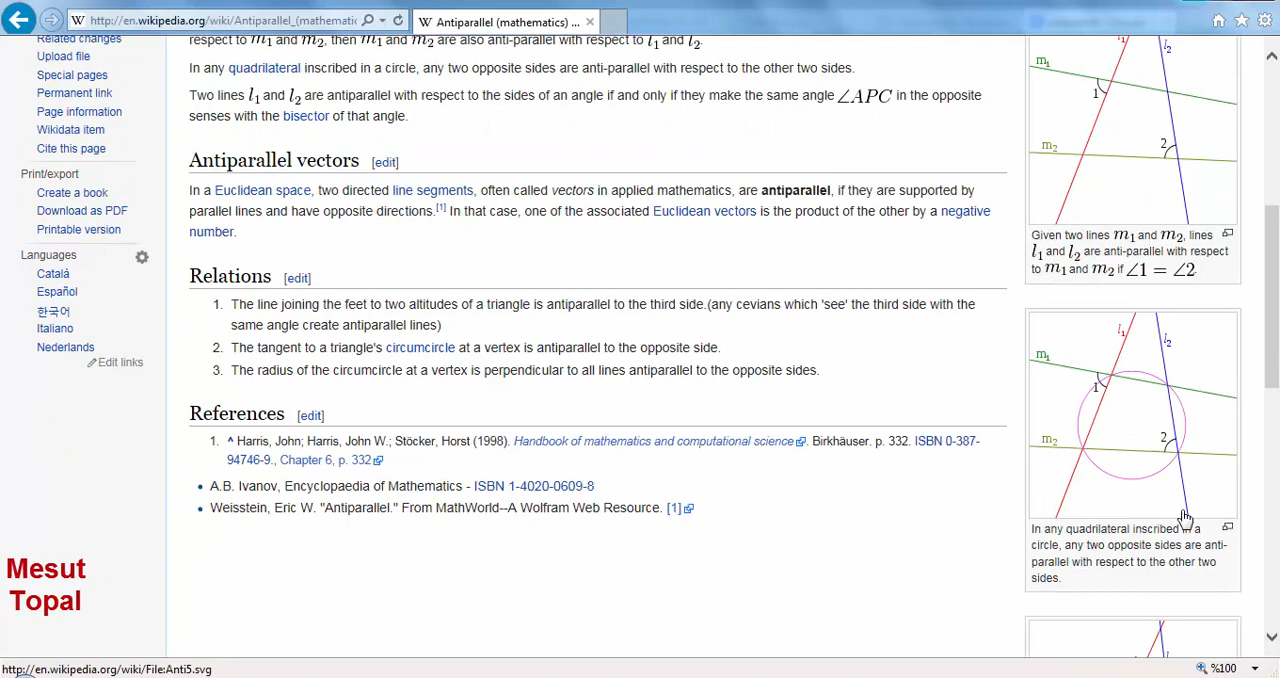 http://en.wikipedia.org/wiki/Antiparallel_(mathematic
W Antiparallel (mathematics) ...
Related changes
Upload file
Special pages
Permanent link
Page information
Wikidata item
Cite this page
Print/export
Create a book
Download as PDF
Printable version
Languages
Català
Español
한국어
Italiano
Nederlands
Edit links
Mesut
Topal
respect to m1 and m2, then m1 and m2 are also anti-parallel with respect to l1 and l2.
In any quadrilateral inscribed in a circle, any two opposite sides are anti-parallel with respect to the other two sides.
Two lines l1 and l2 are antiparallel with respect to the sides of an angle if and only if they make the same angle ∠APC in the opposite
senses with the bisector of that angle.
Antiparallel vectors [edit]
In a Euclidean space, two directed line segments, often called vectors in applied mathematics, are antiparallel, if they are supported by
parallel lines and have opposite directions.[1] In that case, one of the associated Euclidean vectors is the product of the other by a negative
number.
Relations [edit]
1. The line joining the feet to two altitudes of a triangle is antiparallel to the third side.(any cevians which 'see' the third side with the
same angle create antiparallel lines)
2. The tangent to a triangle's circumcircle at a vertex is antiparallel to the opposite side.
3. The radius of the circumcircle at a vertex is perpendicular to all lines antiparallel to the opposite sides.
References [edit]
1. ^ Harris, John; Harris, John W.; Stöcker, Horst (1998). Handbook of mathematics and computational science. Birkhäuser. p. 332. ISBN 0-387-
94746-9., Chapter 6, p. 332
• A.B. Ivanov, Encyclopaedia of Mathematics - ISBN 1-4020-0609-8
• Weisstein, Eric W. "Antiparallel." From MathWorld--A Wolfram Web Resource. [1]
l1
l2
m1
1
m2
2
Given two lines m1 and m2, lines
l1 and l2 are anti-parallel with respect
to m1 and m2 if ∠1 = ∠2.
l1
l2
m1
1
m2
2
In any quadrilateral inscribed in a
circle, any two opposite sides are anti-
parallel with respect to the other two
sides.
http://en.wikipedia.org/wiki/File:Anti5.svg
%100